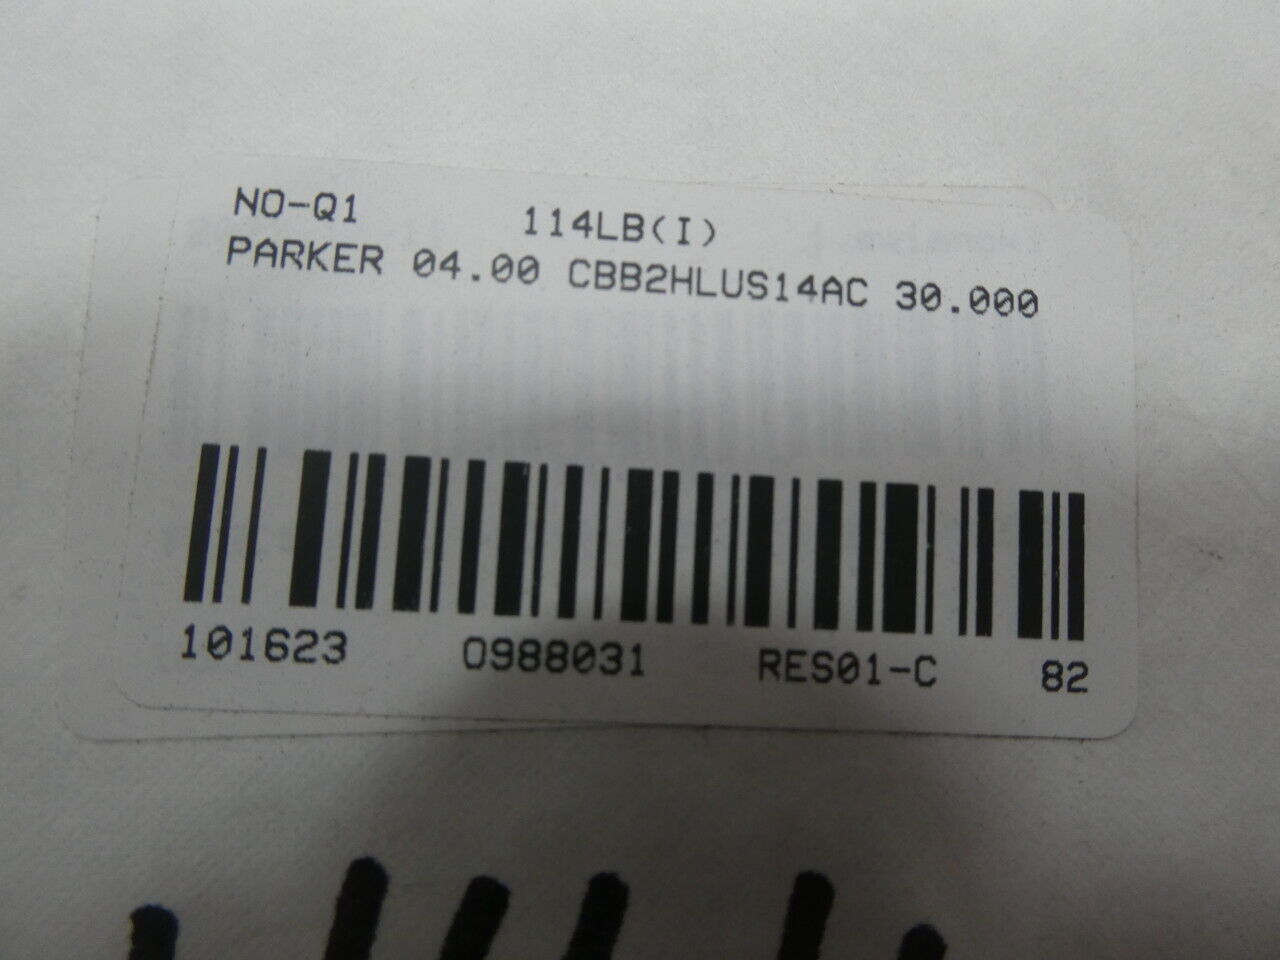 NO-Q1 114LB(I)
PARKER 04.00 CBB2HLUS14AC 30.000
101623 0988031 RES01-C 82